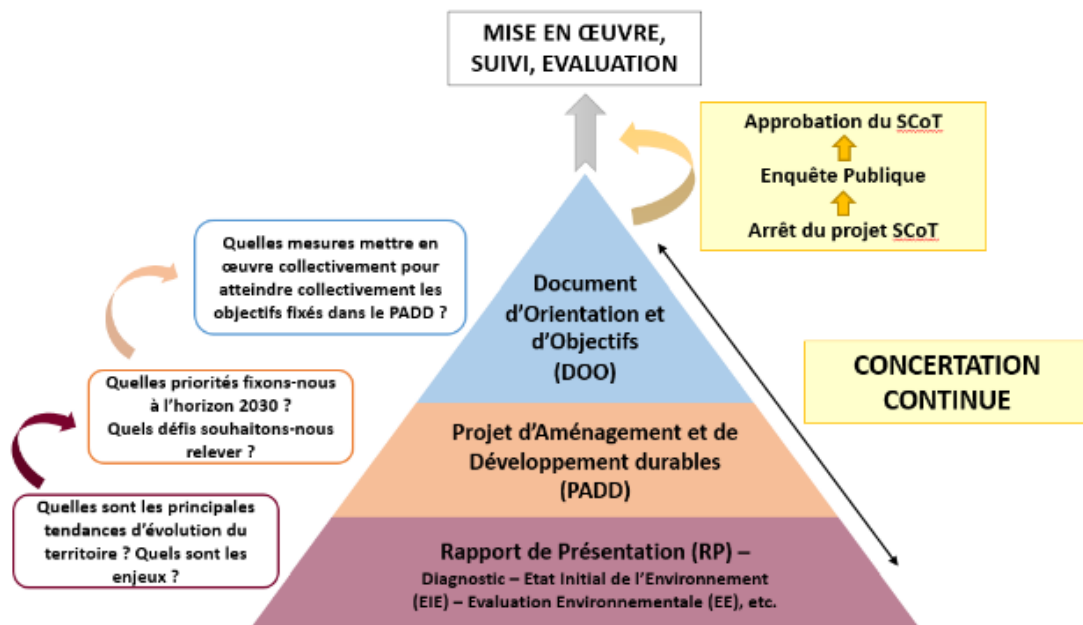 MISE EN ŒUVRE,
SUIVI, EVALUATION
Approbation du SCoT
Enquête Publique
Arrêt du projet SCoT
Quelles mesures mettre en
œuvre collectivement pour
atteindre collectivement les
objectifs fixés dans le PADD ?
Document
d'Orientation et
d'Objectifs
(DOO)
CONCERTATION
CONTINUE
Quelles priorités fixons-nous
à l'horizon 2030 ?
Quels défis souhaitons-nous
relever ?
Projet d'Aménagement et de
Développement durables
(PADD)
Quelles sont les principales
tendances d'évolution du
territoire ? Quels sont les
enjeux ?
Rapport de Présentation (RP) –
Diagnostic – Etat Initial de l'Environnement
(EIE) – Evaluation Environnementale (EE), etc.